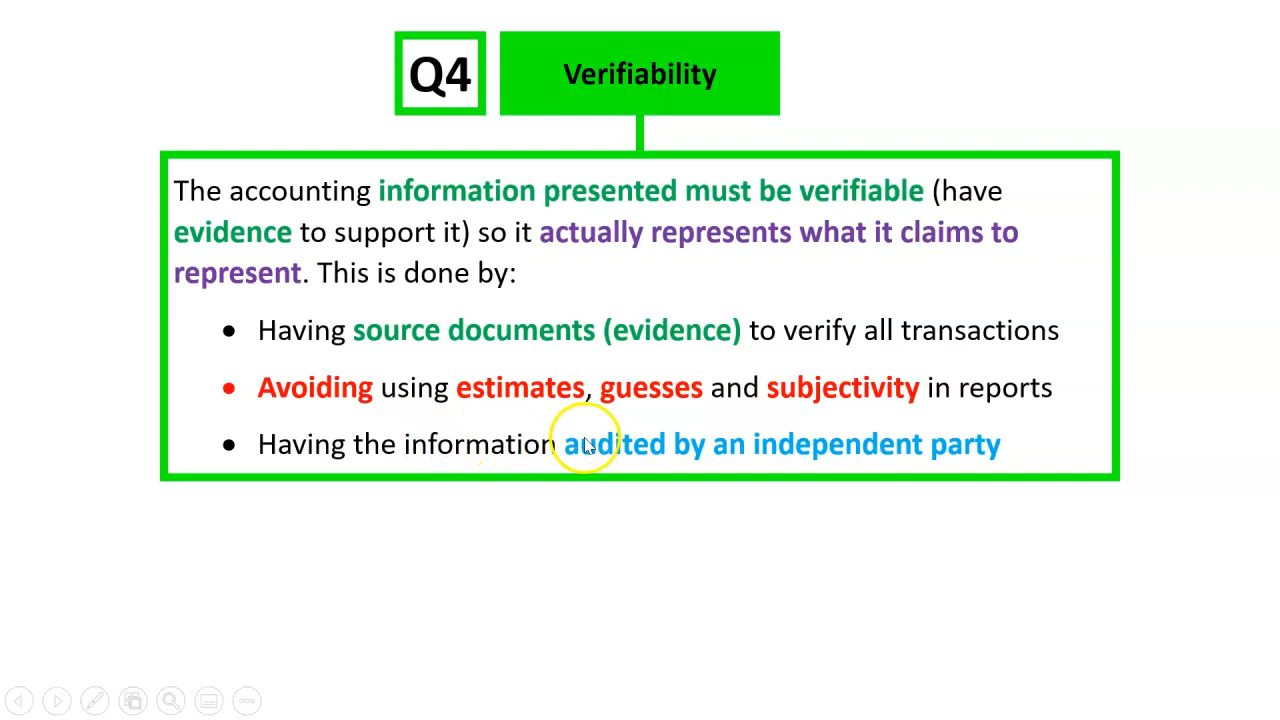 Q4
Verifiability
The accounting information presented must be verifiable (have
evidence to support it) so it actually represents what it claims to
represent. This is done by:
• Having source documents (evidence) to verify all transactions
• Avoiding using estimates, guesses and subjectivity in reports
• Having the information audited by an independent party